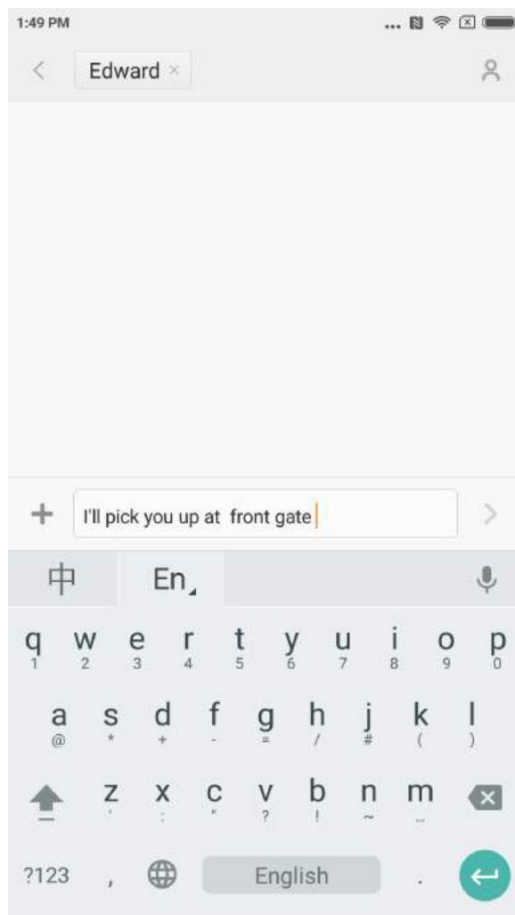 1:49 PM ...
Edward ×
I'll pick you up at  front gate
中 En
q w e r t y u i o p
1 2 3 4 5 6 7 8 9 0
a s d f g h j k l
@ * + - = / # ( )
z x c v b n m
' : " ? ! ~ …
?123 , English .